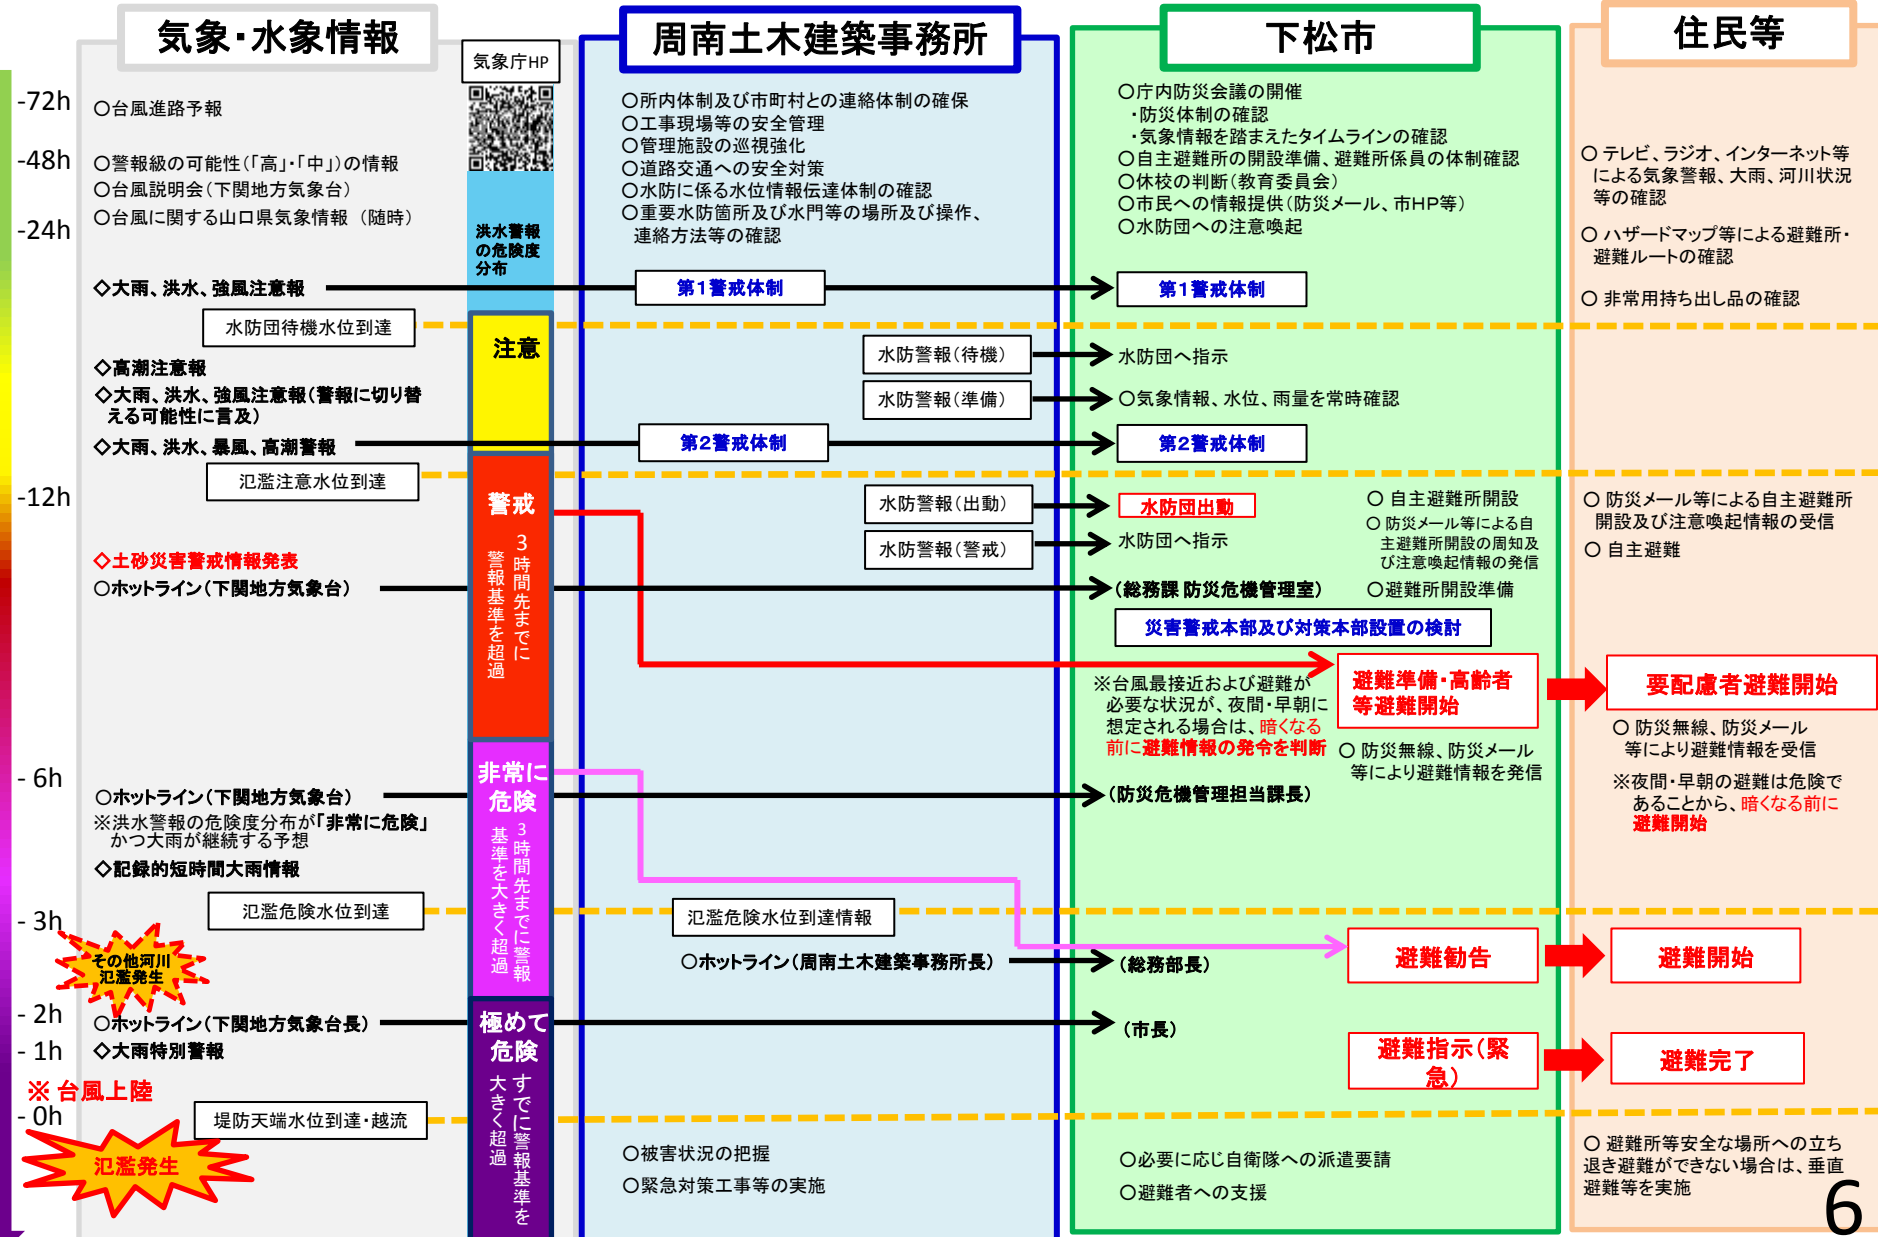 気象・水象情報
気象庁HP
-72h
-48h
-24h
-12h
- 6h
- 3h
- 2h
- 1h
- 0h
○台風進路予報
○警報級の可能性(「高」・「中」)の情報
○台風説明会(下関地方気象台)
○台風に関する山口県気象情報 (随時)
◇大雨、洪水、強風注意報
水防団待機水位到達
◇高潮注意報
◇大雨、洪水、強風注意報(警報に切り替
える可能性に言及)
◇大雨、洪水、暴風、高潮警報
氾濫注意水位到達
◇土砂災害警戒情報発表
○ホットライン(下関地方気象台)
○ホットライン(下関地方気象台)
※洪水警報の危険度分布が「非常に危険」
かつ大雨が継続する予想
◇記録的短時間大雨情報
氾濫危険水位到達
その他河川
氾濫発生
○ホットライン(下関地方気象台長)
◇大雨特別警報
※ 台風上陸
堤防天端水位到達・越流
氾濫発生
洪水警報
の危険度
分布
注意
警戒
3時間先までに
警報基準を超過
非常に
危険
3時間先までに警報
基準を大きく超過
極めて
危険
すでに警報基準を
大きく超過
周南土木建築事務所
○所内体制及び市町村との連絡体制の確保
○工事現場等の安全管理
○管理施設の巡視強化
○道路交通への安全対策
○水防に係る水位情報伝達体制の確認
○重要水防箇所及び水門等の場所及び操作、
連絡方法等の確認
第1警戒体制
水防警報(待機)
水防警報(準備)
第2警戒体制
水防警報(出動)
水防警報(警戒)
氾濫危険水位到達情報
○ホットライン(周南土木建築事務所長)
○被害状況の把握
○緊急対策工事等の実施
下松市
○庁内防災会議の開催
・防災体制の確認
・気象情報を踏まえたタイムラインの確認
○自主避難所の開設準備、避難所係員の体制確認
○休校の判断(教育委員会)
○市民への情報提供(防災メール、市HP等)
○水防団への注意喚起
第1警戒体制
水防団へ指示
○気象情報、水位、雨量を常時確認
第2警戒体制
水防団出動
水防団へ指示
○ 自主避難所開設
○ 防災メール等による自
主避難所開設の周知及
び注意喚起情報の発信
(総務課 防災危機管理室)
○避難所開設準備
災害警戒本部及び対策本部設置の検討
※台風最接近および避難が
必要な状況が、夜間・早朝に
想定される場合は、暗くなる
前に避難情報の発令を判断
避難準備・高齢者
等避難開始
○ 防災無線、防災メール
等により避難情報を発信
(防災危機管理担当課長)
(総務部長)
避難勧告
(市長)
避難指示(緊
急)
○必要に応じ自衛隊への派遣要請
○避難者への支援
住民等
○ テレビ、ラジオ、インターネット等
による気象警報、大雨、河川状況
等の確認
○ ハザードマップ等による避難所・
避難ルートの確認
○ 非常用持ち出し品の確認
○ 防災メール等による自主避難所
開設及び注意喚起情報の受信
○ 自主避難
要配慮者避難開始
○ 防災無線、防災メール
等により避難情報を受信
※夜間・早朝の避難は危険で
あることから、暗くなる前に
避難開始
避難開始
避難完了
○ 避難所等安全な場所への立ち
退き避難ができない場合は、垂直
避難等を実施
6